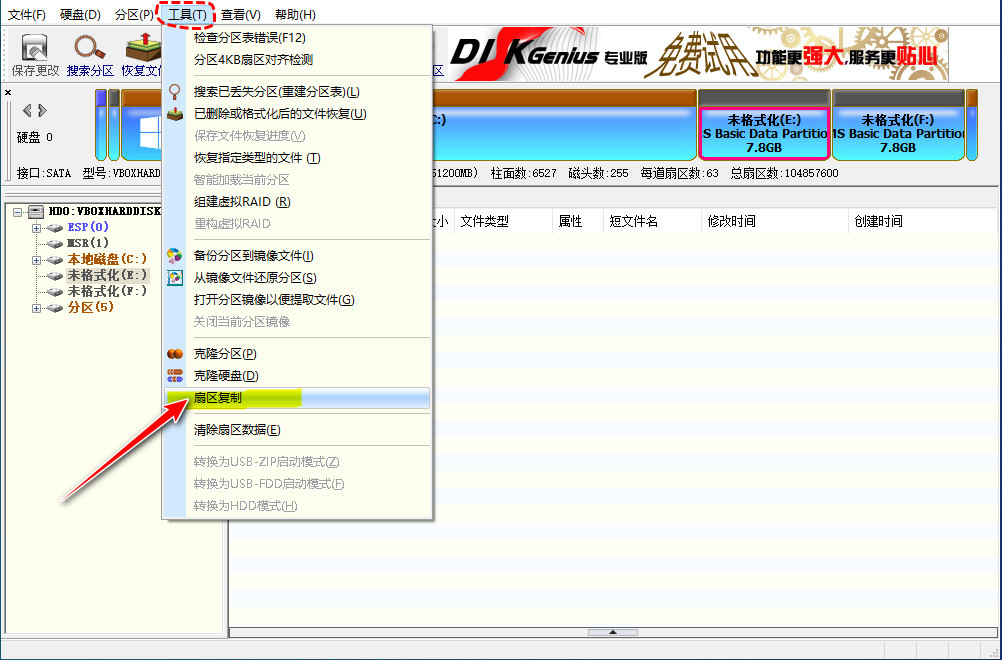 文件(F) 硬盘(D) 分区(P) 工具(T) 查看(V) 帮助(H)
保存更改 搜索分区 恢复文 区
DISKGenius 专业版 免费试用 功能更强大,服务更贴心
硬盘 0
C:)
未格式化(E:)
S Basic Data Partitio
7.8GB
未格式化(F:)
MS Basic Data Partition
7.8GB
接口:SATA 型号:VBOXHARD 51200MB) 柱面数:6527 磁头数:255 每道扇区数:63 总扇区数:104857600
HD0:VBOXHARDDISK
ESP(0)
MSR(1)
本地磁盘(C:)
未格式化(E:)
未格式化(F:)
分区(5)
检查分区表错误(F12)
分区4KB扇区对齐检测
搜索已丢失分区(重建分区表)(L)
已删除或格式化后的文件恢复(U)
保存文件恢复进度(V)
恢复指定类型的文件 (T)
智能加载当前分区
组建虚拟RAID (R)
重构虚拟RAID
备份分区到镜像文件(I)
从镜像文件还原分区(S)
打开分区镜像以便提取文件(G)
关闭当前分区镜像
克隆分区(P)
克隆硬盘(D)
扇区复制
清除扇区数据(E)
转换为USB-ZIP启动模式(Z)
转换为USB-FDD启动模式(F)
转换为HDD模式(H)
小 文件类型 属性 短文件名 修改时间 创建时间